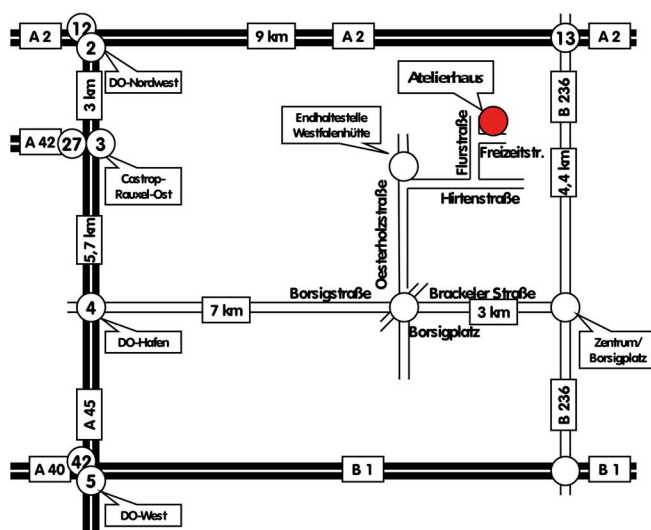 12
A 2
9 km
A 2
13
A 2
2
DO-Nordwest
Atelierhaus
3 km
B 236
Endhaltestelle
Westfalenhütte
A 42
27
3
Flurstraße
Freizeitstr.
4,4 km
Castrop-
Rauxel-Ost
Hirtenstraße
Oesterholzstraße
5,7 km
Borsigstraße
Brackeler Straße
4
7 km
3 km
Borsigplatz
DO-Hafen
Zentrum/
Borsigplatz
A 45
B 236
A 40
42
B 1
B 1
5
DO-West